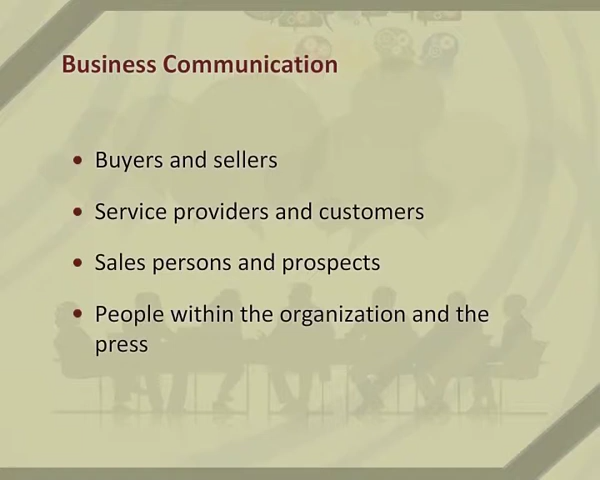 Business Communication
• Buyers and sellers
• Service providers and customers
• Sales persons and prospects
• People within the organization and the
press